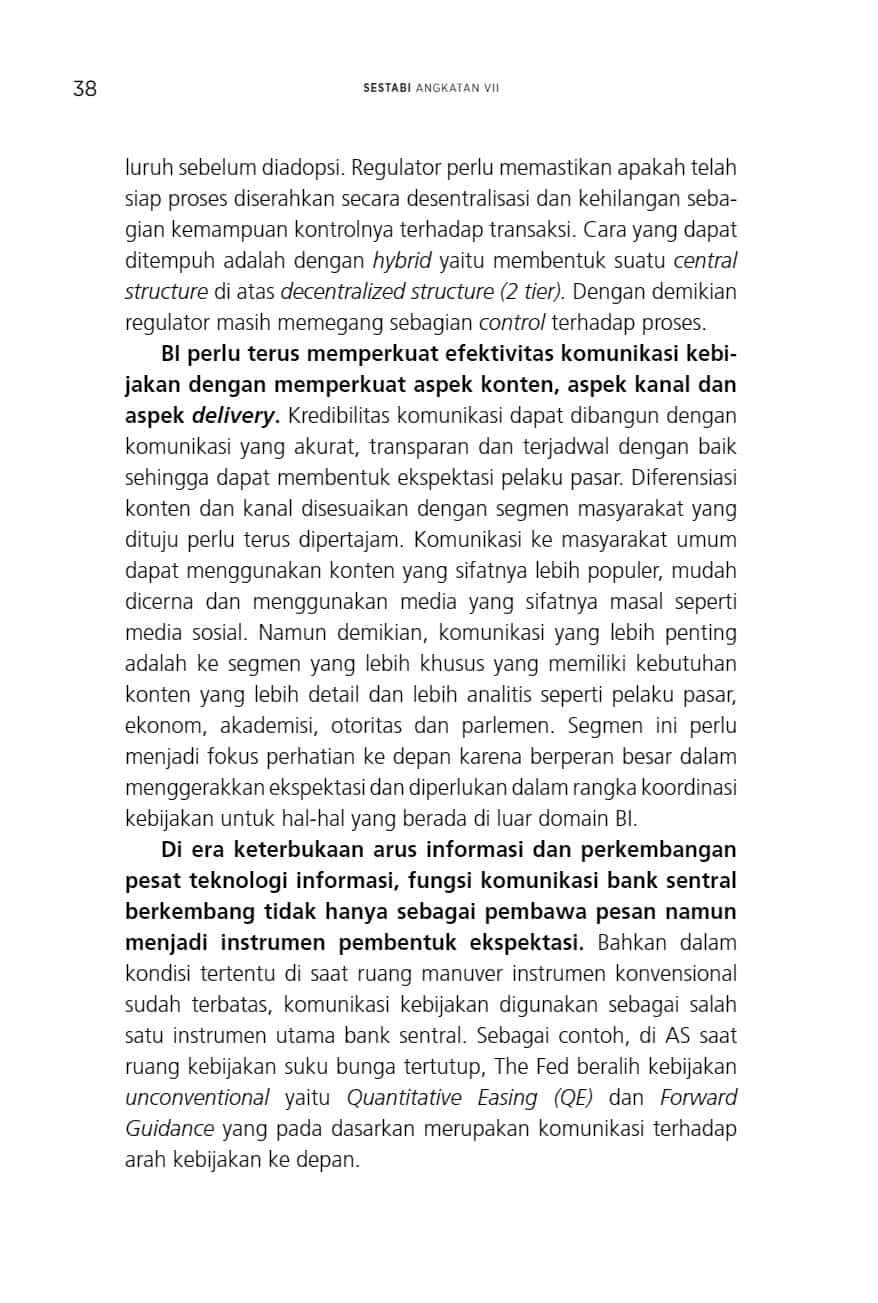 38
SESTABI ANGKATAN VII
luruh sebelum diadopsi. Regulator perlu memastikan apakah telah
siap proses diserahkan secara desentralisasi dan kehilangan seba-
gian kemampuan kontrolnya terhadap transaksi. Cara yang dapat
ditempuh adalah dengan hybrid yaitu membentuk suatu central
structure di atas decentralized structure (2 tier). Dengan demikian
regulator masih memegang sebagian control terhadap proses.
BI perlu terus memperkuat efektivitas komunikasi kebi-
jakan dengan memperkuat aspek konten, aspek kanal dan
aspek delivery. Kredibilitas komunikasi dapat dibangun dengan
komunikasi yang akurat, transparan dan terjadwal dengan baik
sehingga dapat membentuk ekspektasi pelaku pasar. Diferensiasi
konten dan kanal disesuaikan dengan segmen masyarakat yang
dituju perlu terus dipertajam. Komunikasi ke masyarakat umum
dapat menggunakan konten yang sifatnya lebih populer, mudah
dicerna dan menggunakan media yang sifatnya masal seperti
media sosial. Namun demikian, komunikasi yang lebih penting
adalah ke segmen yang lebih khusus yang memiliki kebutuhan
konten yang lebih detail dan lebih analitis seperti pelaku pasar,
ekonom, akademisi, otoritas dan parlemen. Segmen ini perlu
menjadi fokus perhatian ke depan karena berperan besar dalam
menggerakkan ekspektasi dan diperlukan dalam rangka koordinasi
kebijakan untuk hal-hal yang berada di luar domain BI.
Di era keterbukaan arus informasi dan perkembangan
pesat teknologi informasi, fungsi komunikasi bank sentral
berkembang tidak hanya sebagai pembawa pesan namun
menjadi instrumen pembentuk ekspektasi. Bahkan dalam
kondisi tertentu di saat ruang manuver instrumen konvensional
sudah terbatas, komunikasi kebijakan digunakan sebagai salah
satu instrumen utama bank sentral. Sebagai contoh, di AS saat
ruang kebijakan suku bunga tertutup, The Fed beralih kebijakan
unconventional yaitu Quantitative Easing (QE) dan Forward
Guidance yang pada dasarkan merupakan komunikasi terhadap
arah kebijakan ke depan.